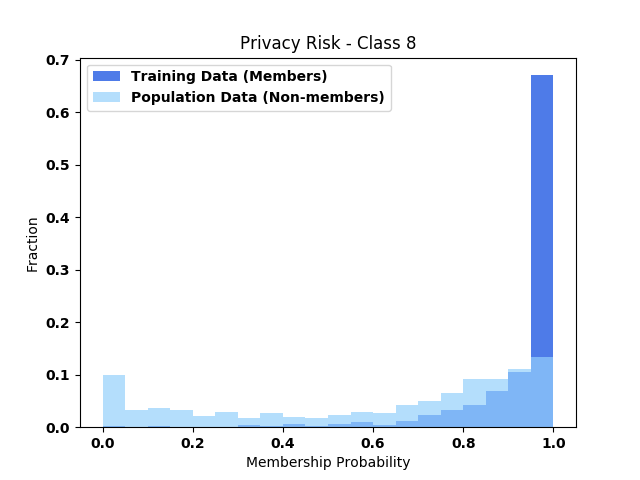 Privacy Risk - Class 8
Training Data (Members)
Population Data (Non-members)
Fraction
0.7
0.6
0.5
0.4
0.3
0.2
0.1
0.0
0.0 0.2 0.4 0.6 0.8 1.0
Membership Probability